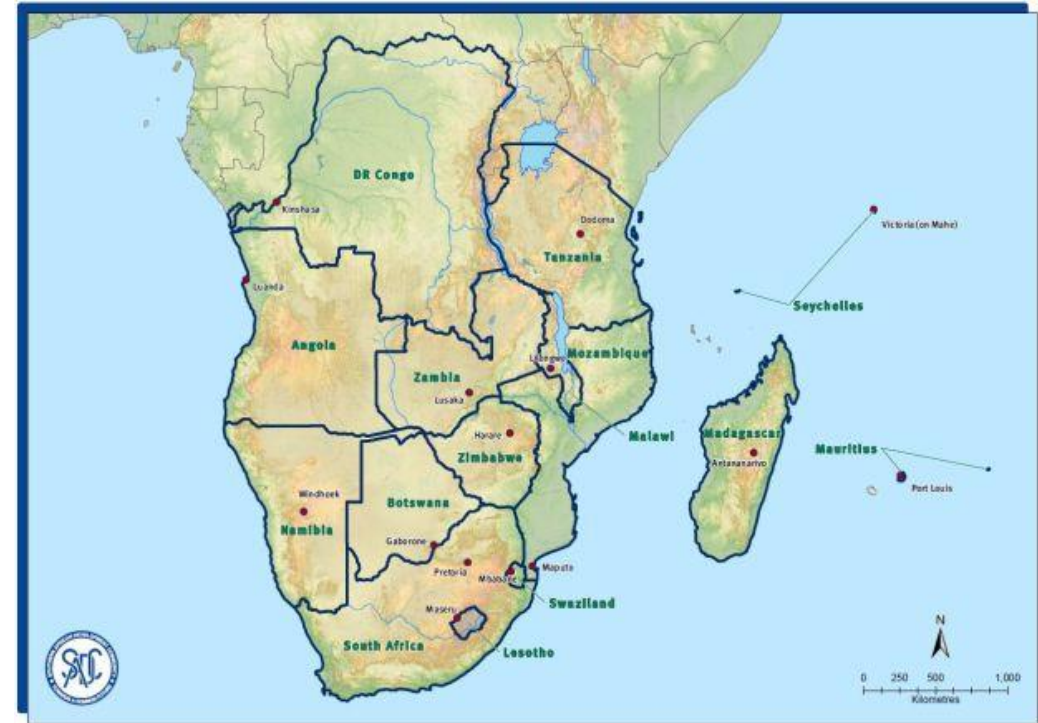 DR Congo
Kinshasa
Victoria (on Mahe)
Dodoma
Tanzania
Luanda
Seychelles
Angola
Mozambique
Lilongwe
Zambia
Lusaka
Malawi
Madagascar
Harare
Mauritius
Zimbabwe
Antananarivo
Port Louis
Windhoek
Botswana
Namibia
Gaborone
Pretoria
Maputo
Mbabane
Swaziland
Maseru
South Africa
Lesotho
N
SADC
0 250 500 1,000
Kilometres